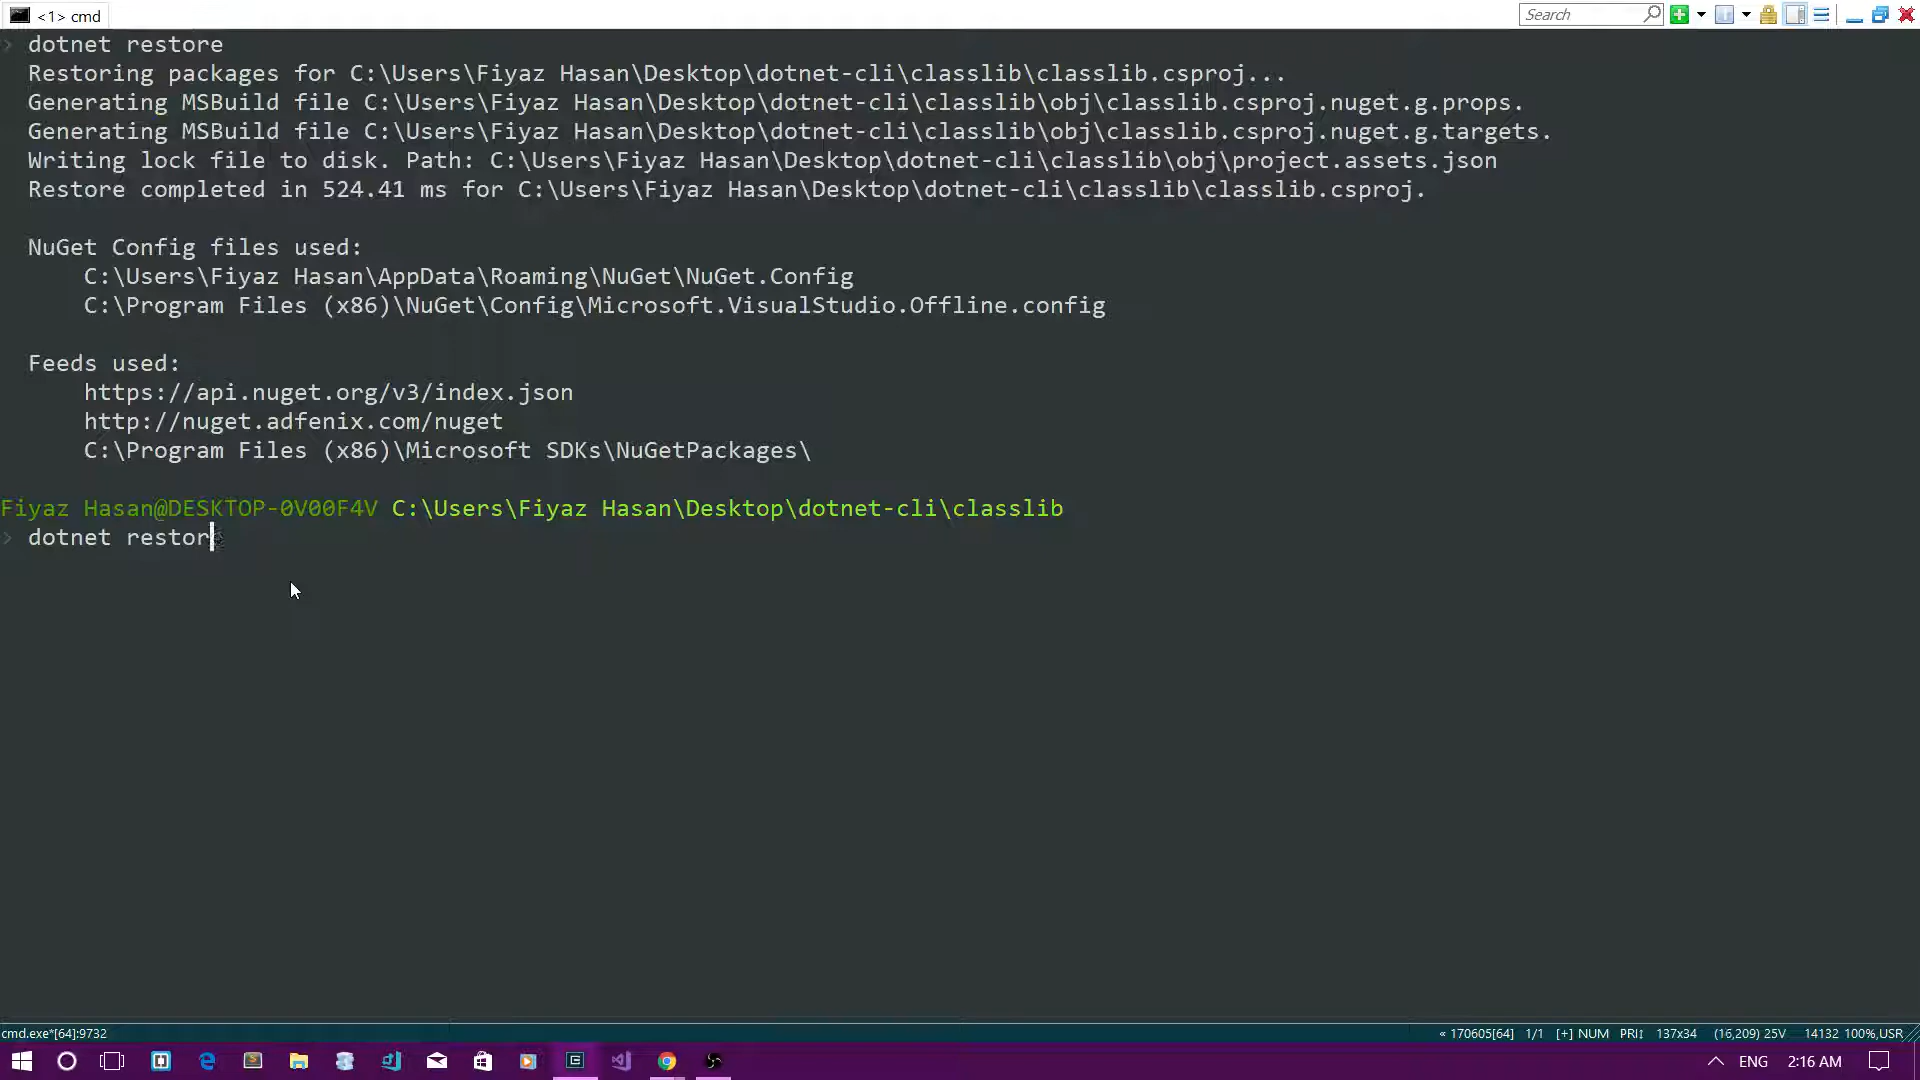 <1> cmd
Search
> dotnet restore
Restoring packages for C:\Users\Fiyaz Hasan\Desktop\dotnet-cli\classlib\classlib.csproj...
Generating MSBuild file C:\Users\Fiyaz Hasan\Desktop\dotnet-cli\classlib\obj\classlib.csproj.nuget.g.props.
Generating MSBuild file C:\Users\Fiyaz Hasan\Desktop\dotnet-cli\classlib\obj\classlib.csproj.nuget.g.targets.
Writing lock file to disk. Path: C:\Users\Fiyaz Hasan\Desktop\dotnet-cli\classlib\obj\project.assets.json
Restore completed in 524.41 ms for C:\Users\Fiyaz Hasan\Desktop\dotnet-cli\classlib\classlib.csproj.
NuGet Config files used:
C:\Users\Fiyaz Hasan\AppData\Roaming\NuGet\NuGet.Config
C:\Program Files (x86)\NuGet\Config\Microsoft.VisualStudio.Offline.config
Feeds used:
https://api.nuget.org/v3/index.json
http://nuget.adfenix.com/nuget
C:\Program Files (x86)\Microsoft SDKs\NuGetPackages\
Fiyaz Hasan@DESKTOP-0V00F4V C:\Users\Fiyaz Hasan\Desktop\dotnet-cli\classlib
> dotnet restor
cmd.exe*[64]:9732
« 170605[64] 1/1 [+] NUM PRI↕ 137x34 (16,209) 25V 14132 100%,USR
ENG 2:16 AM